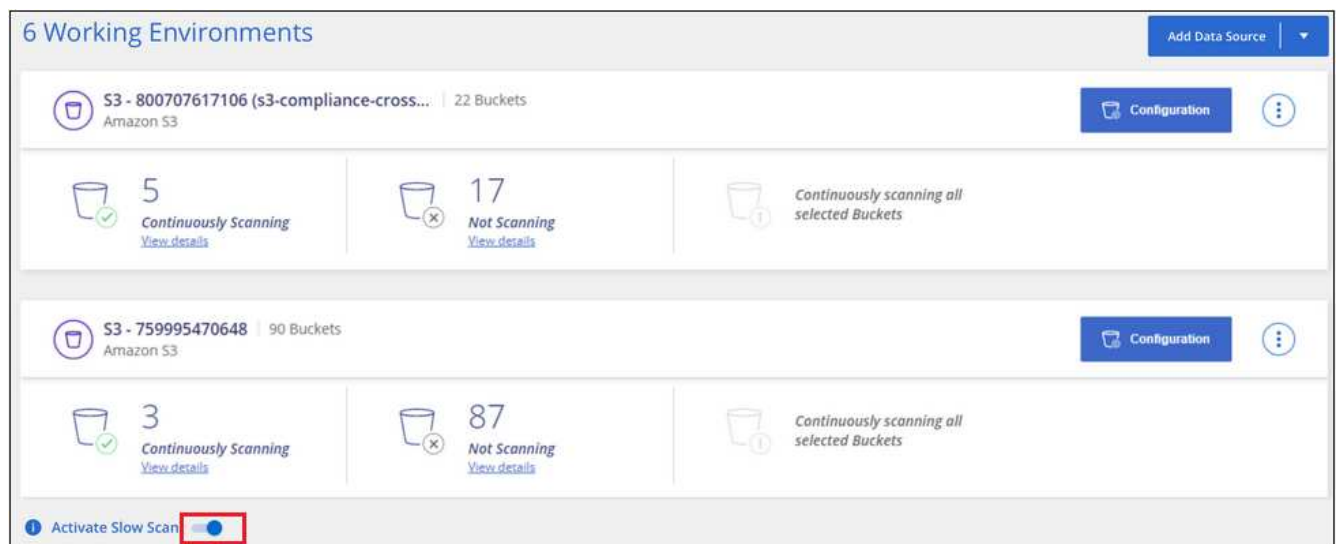 6 Working Environments
Add Data Source
S3 - 800707617106 (s3-compliance-cross... | 22 Buckets
Amazon S3
Configuration
5
Continuously Scanning
View details
17
Not Scanning
View details
Continuously scanning all
selected Buckets
S3 - 759995470648 | 90 Buckets
Amazon S3
Configuration
3
Continuously Scanning
View details
87
Not Scanning
View details
Continuously scanning all
selected Buckets
Activate Slow Scan